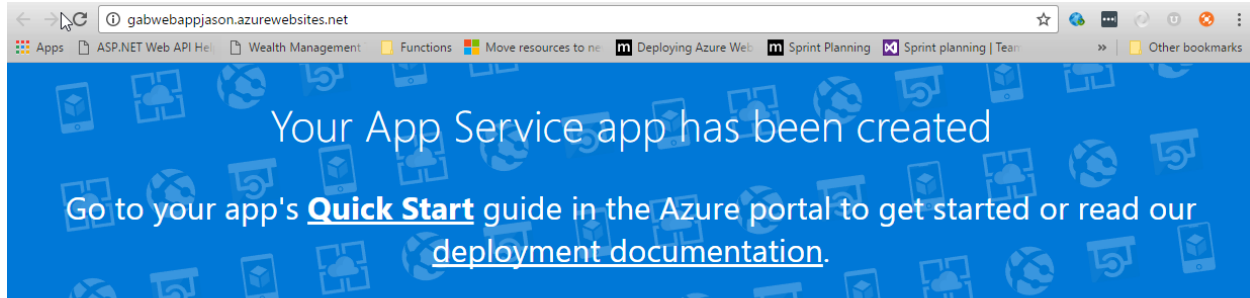 gabwebappjason.azurewebsites.net
Apps ASP.NET Web API Hel Wealth Management Functions Move resources to ne Deploying Azure Web Sprint Planning Sprint planning | Team » Other bookmarks
Your App Service app has been created
Go to your app's Quick Start guide in the Azure portal to get started or read our
deployment documentation.